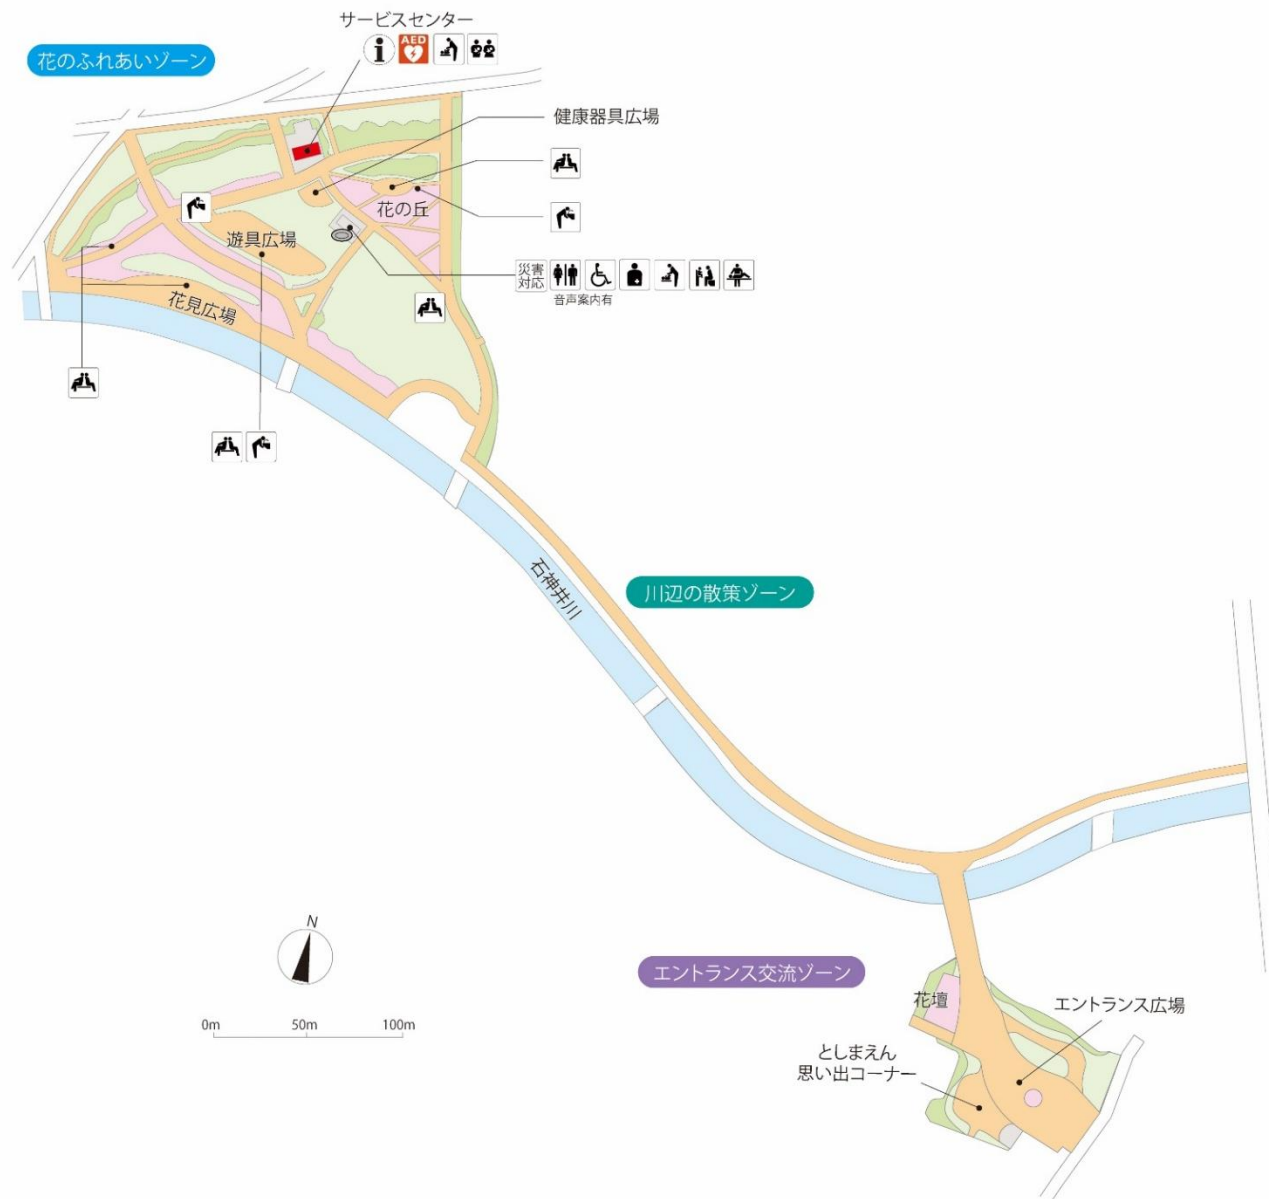 サービスセンター
AED
花のふれあいゾーン
健康器具広場
花の丘
遊具広場
災害
対応
音声案内有
花見広場
石神井川
川辺の散策ゾーン
N
エントランス交流ゾーン
0m 50m 100m
花壇
エントランス広場
としまえん
思い出コーナー